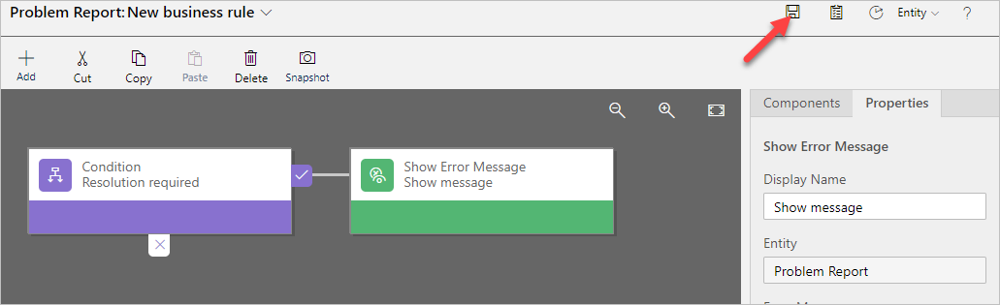 Problem Report: New business rule
Entity
?
Add
Cut
Copy
Paste
Delete
Snapshot
Components
Properties
Condition
Resolution required
Show Error Message
Show message
Show Error Message
Display Name
Show message
Entity
Problem Report